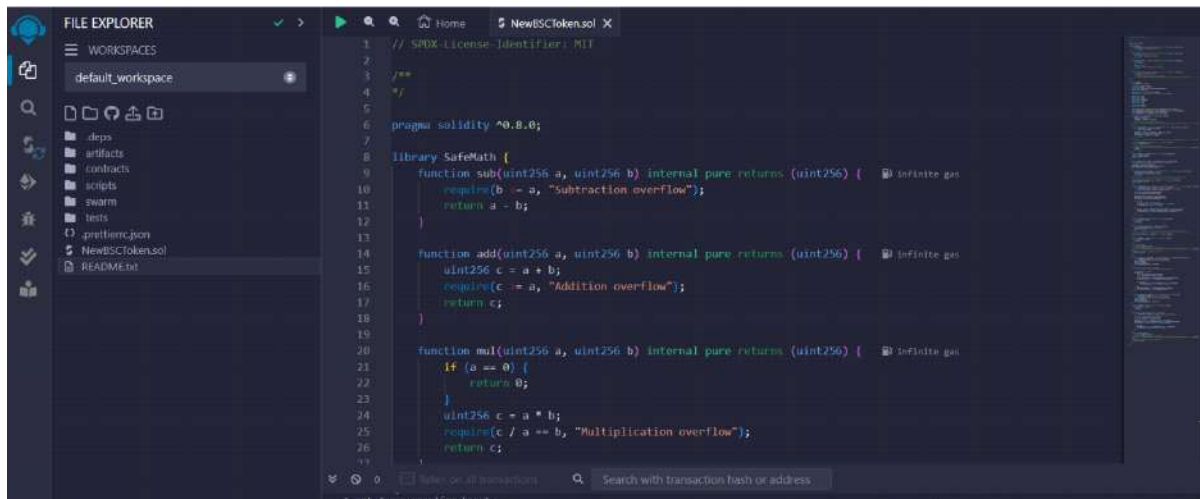 FILE EXPLORER
WORKSPACES
default_workspace
.deps
artifacts
contracts
scripts
swarm
tests
.prettierrc.json
NewBSCToken.sol
README.txt
Home
NewBSCToken.sol X
1 // SPDX-License-Identifier: MIT
2
3 /**
4 */
5
6 pragma solidity ^0.8.0;
7
8 library SafeMath {
9 function sub(uint256 a, uint256 b) internal pure returns (uint256) { infinite gas
10 require(b <= a, "Subtraction overflow");
11 return a - b;
12 }
13
14 function add(uint256 a, uint256 b) internal pure returns (uint256) { infinite gas
15 uint256 c = a + b;
16 require(c >= a, "Addition overflow");
17 return c;
18 }
19
20 function mul(uint256 a, uint256 b) internal pure returns (uint256) { infinite gas
21 if (a == 0) {
22 return 0;
23 }
24 uint256 c = a * b;
25 require(c / a == b, "Multiplication overflow");
26 return c;
27 }
0 listen on all transactions Search with transaction hash or address